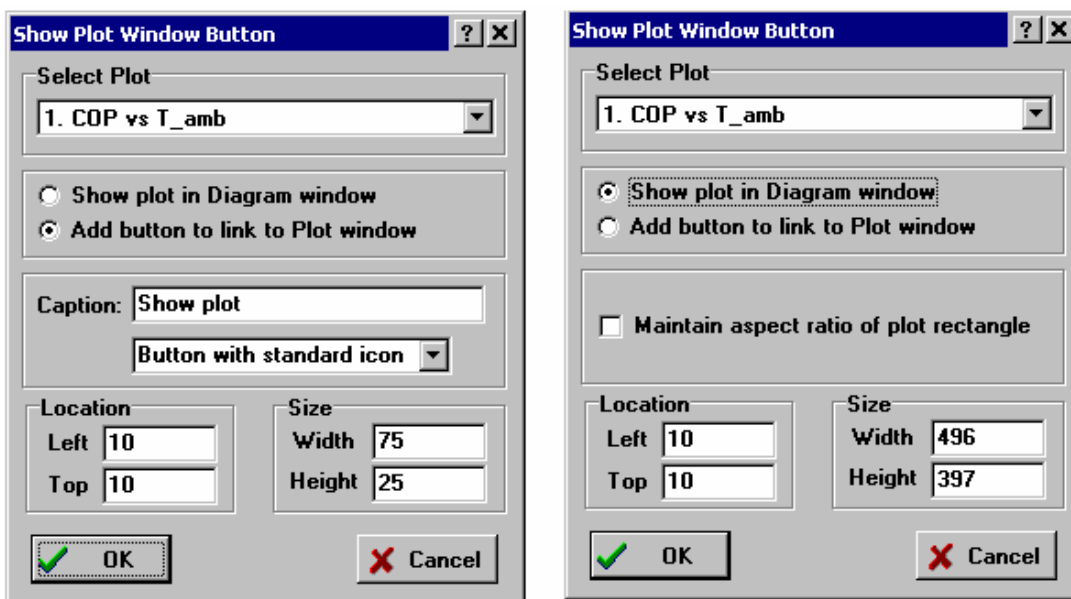 Show Plot Window Button
?
Select Plot
1. COP vs T_amb
Show plot in Diagram window
Add button to link to Plot window
Caption: Show plot
Button with standard icon
Location
Left 10
Top 10
Size
Width 75
Height 25
OK
Cancel
Show Plot Window Button
?
Select Plot
1. COP vs T_amb
Show plot in Diagram window
Add button to link to Plot window
Maintain aspect ratio of plot rectangle
Location
Left 10
Top 10
Size
Width 496
Height 397
OK
Cancel